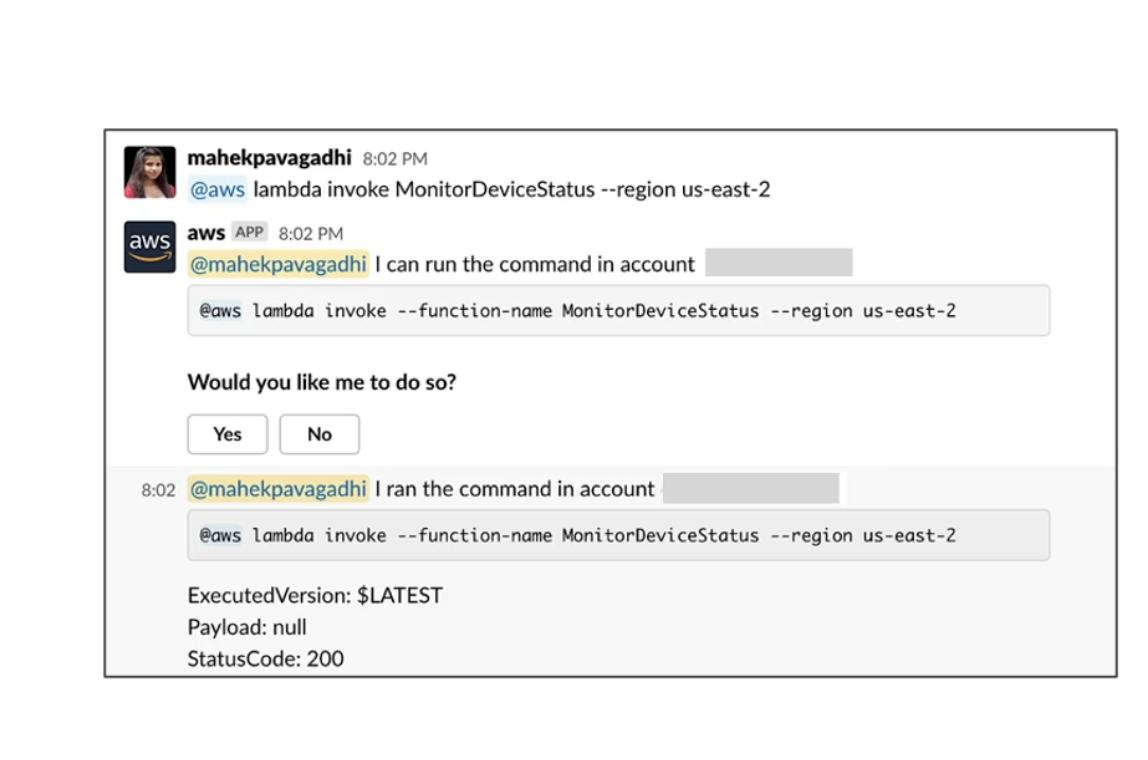 mahekpavagadhi 8:02 PM
@aws lambda invoke MonitorDeviceStatus --region us-east-2
aws
aws APP 8:02 PM
@mahekpavagadhi I can run the command in account
@aws lambda invoke --function-name MonitorDeviceStatus --region us-east-2
Would you like me to do so?
Yes No
8:02 @mahekpavagadhi I ran the command in account
@aws lambda invoke --function-name MonitorDeviceStatus --region us-east-2
ExecutedVersion: $LATEST
Payload: null
StatusCode: 200